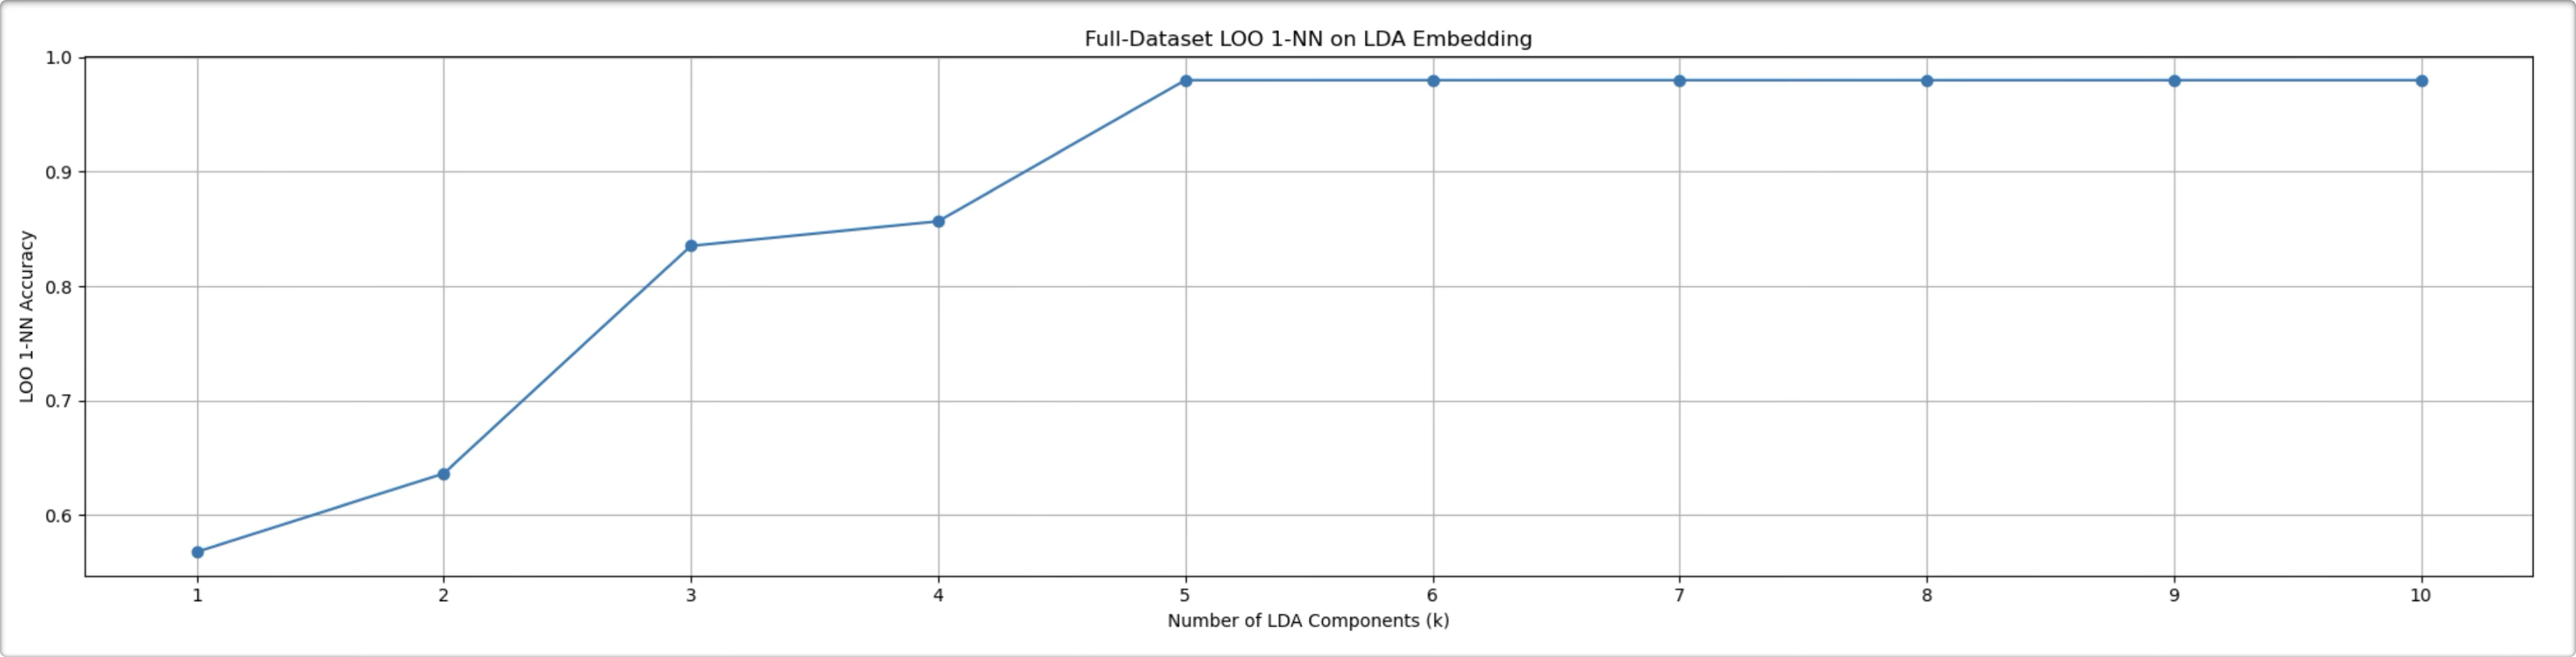 Full-Dataset LOO 1-NN on LDA Embedding
1.0
0.9
0.8
0.7
0.6
LOO 1-NN Accuracy
1 2 3 4 5 6 7 8 9 10
Number of LDA Components (k)